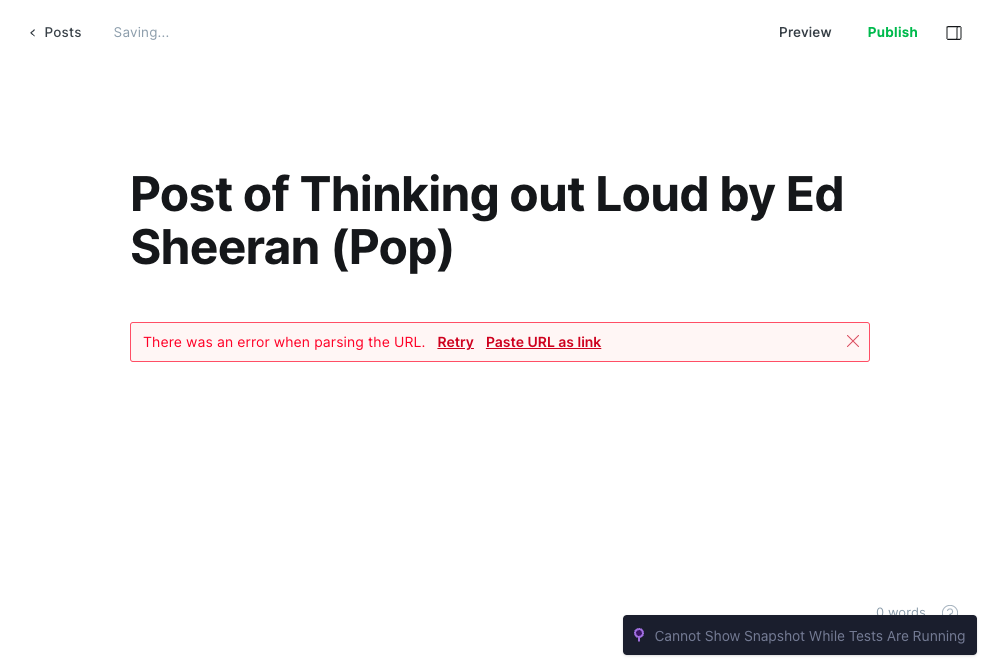 Posts Saving... Preview Publish
Post of Thinking out Loud by Ed
Sheeran (Pop)
There was an error when parsing the URL. Retry Paste URL as link
0 words
Cannot Show Snapshot While Tests Are Running